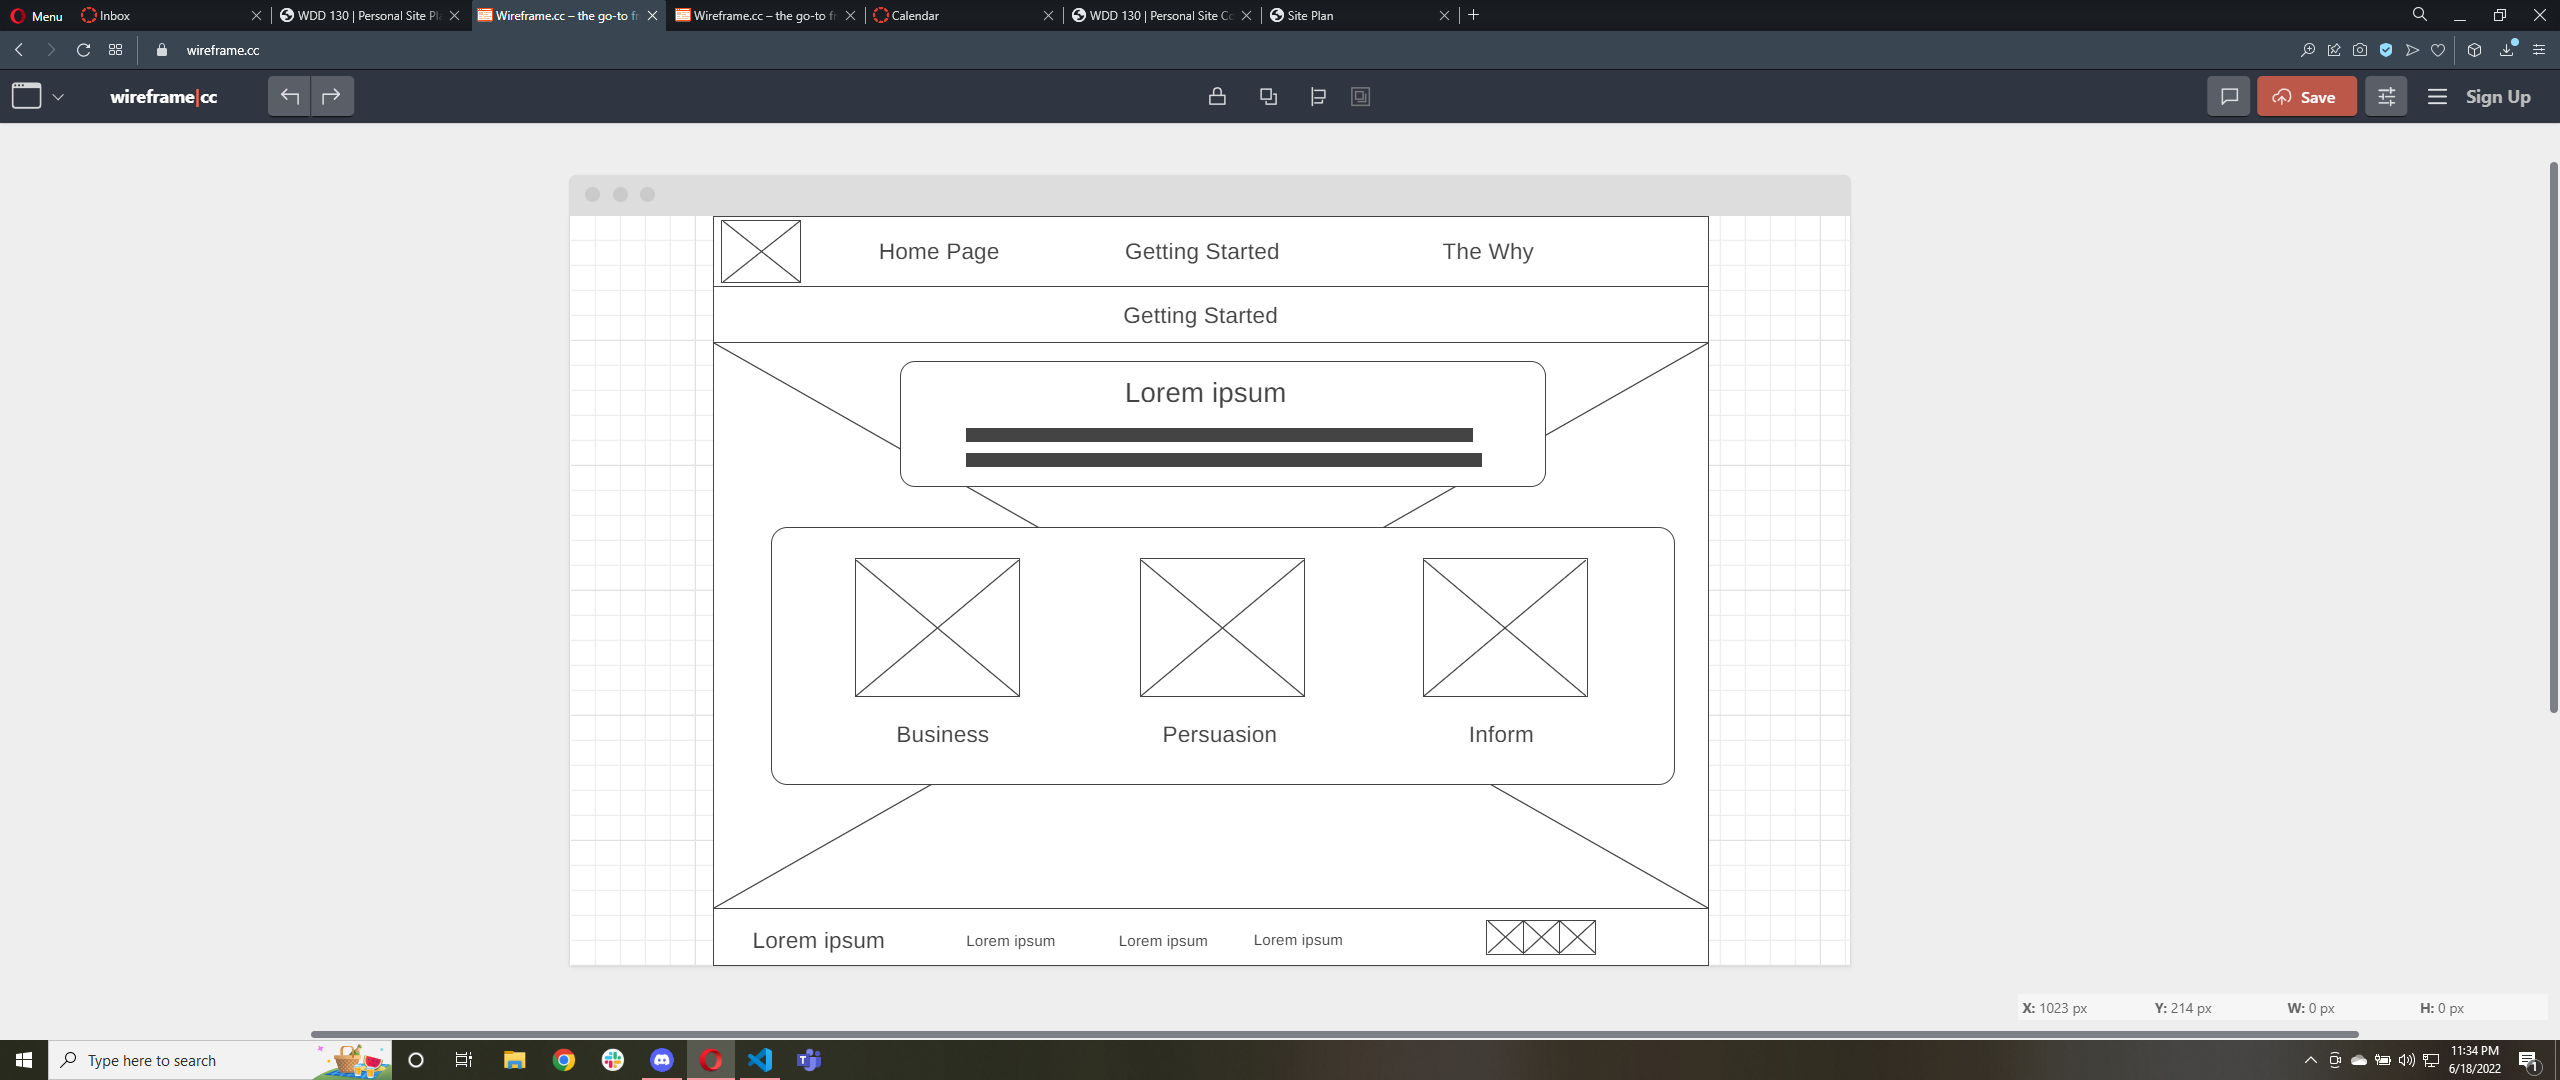 Menu
Inbox
WDD 130 | Personal Site Pl
Wireframe.cc – the go-to fr
Wireframe.cc – the go-to fr
Calendar
WDD 130 | Personal Site Co
Site Plan
wireframe.cc
wireframe|cc
Save
Sign Up
Home Page
Getting Started
The Why
Getting Started
Lorem ipsum
Business
Persuasion
Inform
Lorem ipsum
Lorem ipsum
Lorem ipsum
Lorem ipsum
X: 1023 px
Y: 214 px
W: 0 px
H: 0 px
Type here to search
11:34 PM
6/18/2022
1